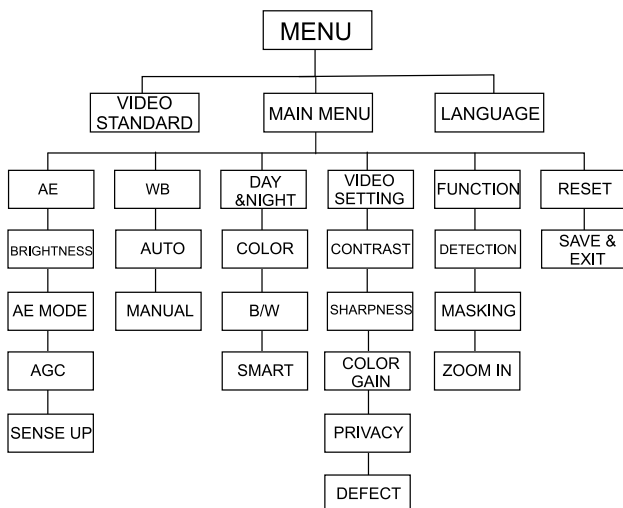 MENU
VIDEO
STANDARD
MAIN MENU
LANGUAGE
AE
WB
DAY
&NIGHT
VIDEO
SETTING
FUNCTION
RESET
BRIGHTNESS
AUTO
COLOR
CONTRAST
DETECTION
SAVE &
EXIT
AE MODE
MANUAL
B/W
SHARPNESS
MASKING
AGC
SMART
COLOR
GAIN
ZOOM IN
SENSE UP
PRIVACY
DEFECT